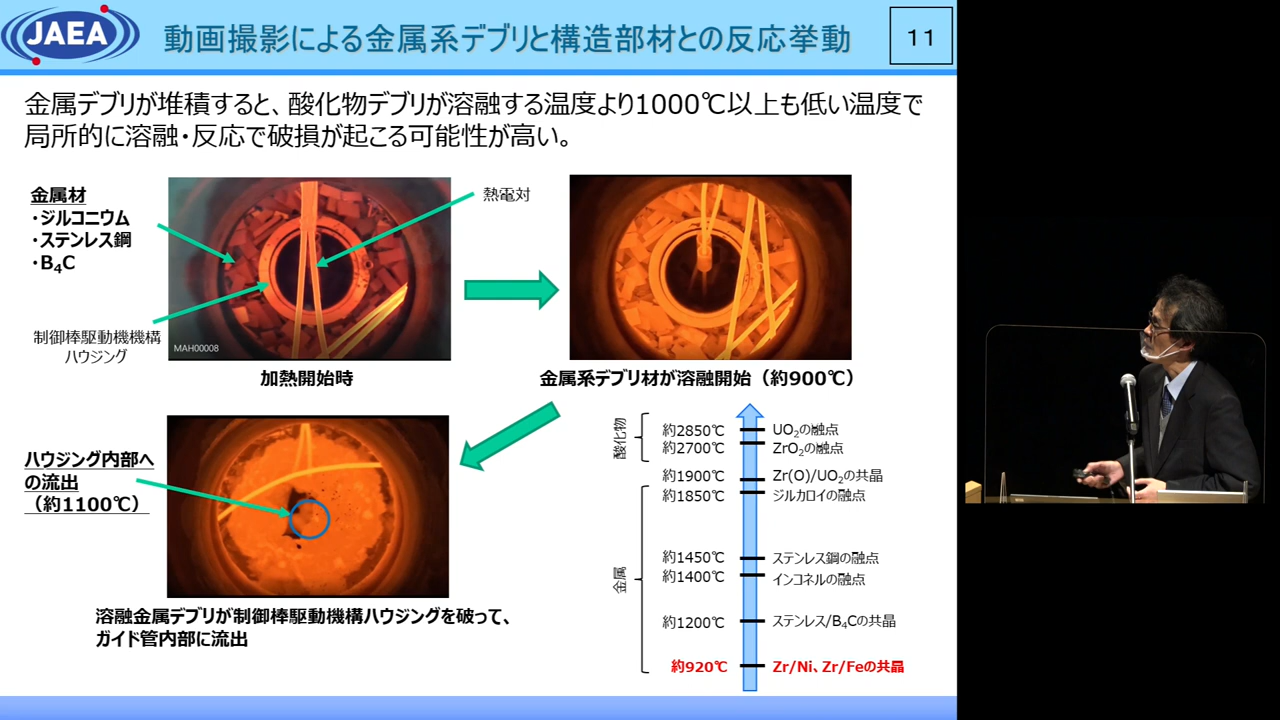 JAEA
動画撮影による金属系デブリと構造部材との反応挙動
11
金属デブリが堆積すると、酸化物デブリが溶融する温度より1000℃以上も低い温度で
局所的に溶融・反応で破損が起こる可能性が高い。
金属材
・ジルコニウム
・ステンレス鋼
・B₄C
熱電対
制御棒駆動機機構
ハウジング
MAH00008
加熱開始時
金属系デブリ材が溶融開始（約900℃）
ハウジング内部へ
の流出
（約1100℃）
溶融金属デブリが制御棒駆動機構ハウジングを破って、
ガイド管内部に流出
酸化物
約2850℃ UO₂の融点
約2700℃ ZrO₂の融点
約1900℃ Zr(O)/UO₂の共晶
金属
約1850℃ ジルカロイの融点
約1450℃ ステンレス鋼の融点
約1400℃ インコネルの融点
約1200℃ ステンレス/B₄Cの共晶
約920℃ Zr/Ni、Zr/Feの共晶